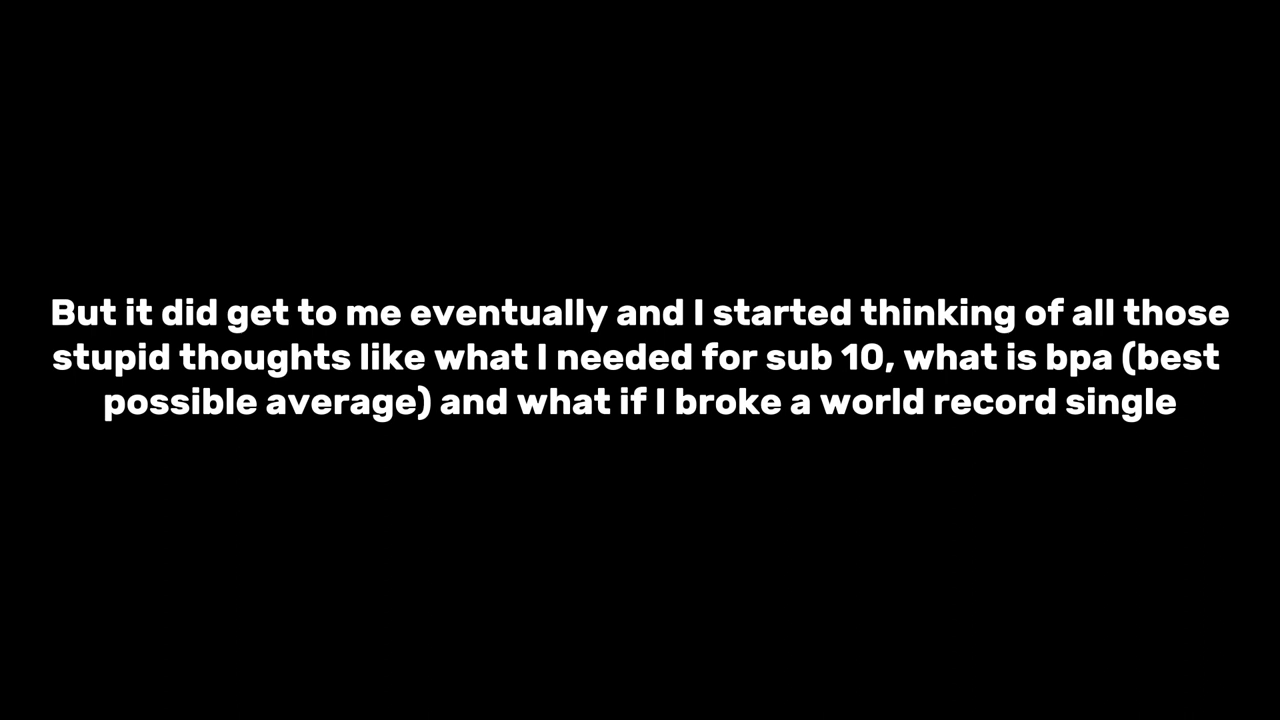 But it did get to me eventually and I started thinking of all those
stupid thoughts like what I needed for sub 10, what is bpa (best
possible average) and what if I broke a world record single